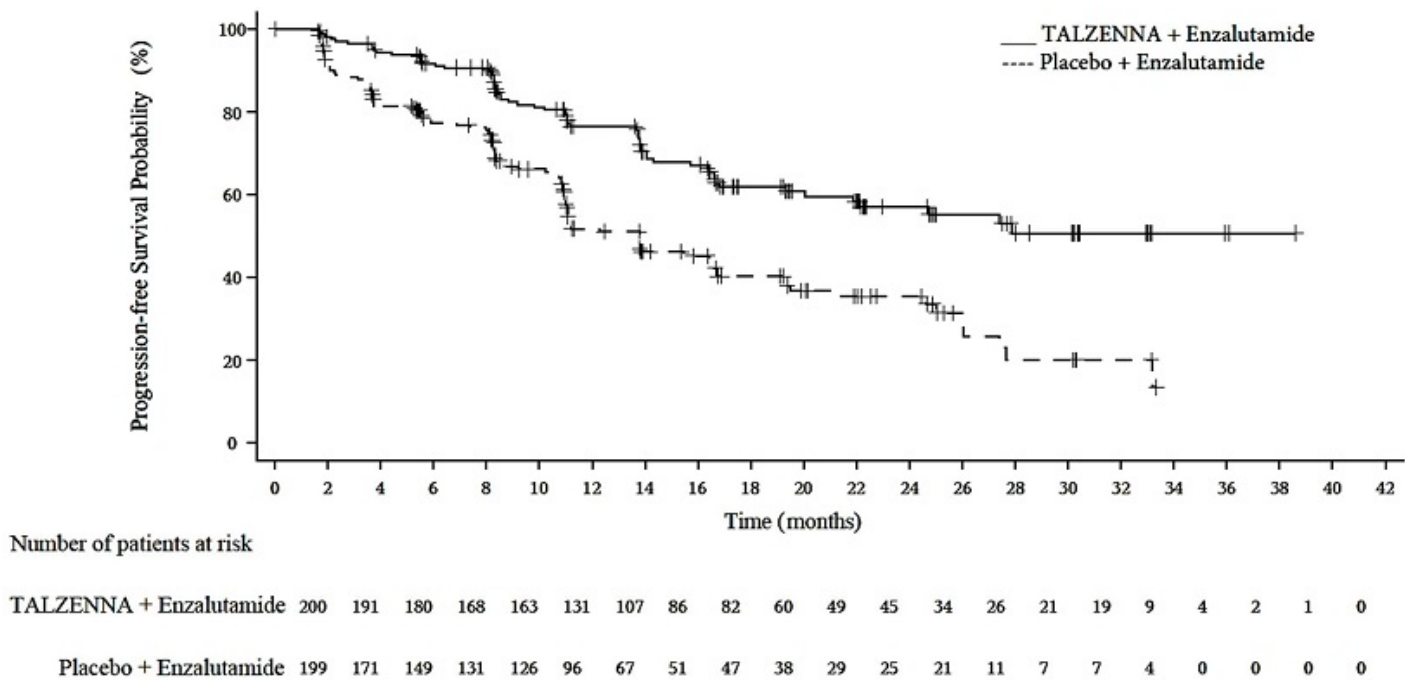 Progression-free Survival Probability (%)
100
80
60
40
20
0
TALZENNA + Enzalutamide
Placebo + Enzalutamide
0 2 4 6 8 10 12 14 16 18 20 22 24 26 28 30 32 34 36 38 40 42
Time (months)
Number of patients at risk
TALZENNA + Enzalutamide 200 191 180 168 163 131 107 86 82 60 49 45 34 26 21 19 9 4 2 1 0
Placebo + Enzalutamide 199 171 149 131 126 96 67 51 47 38 29 25 21 11 7 7 4 0 0 0 0